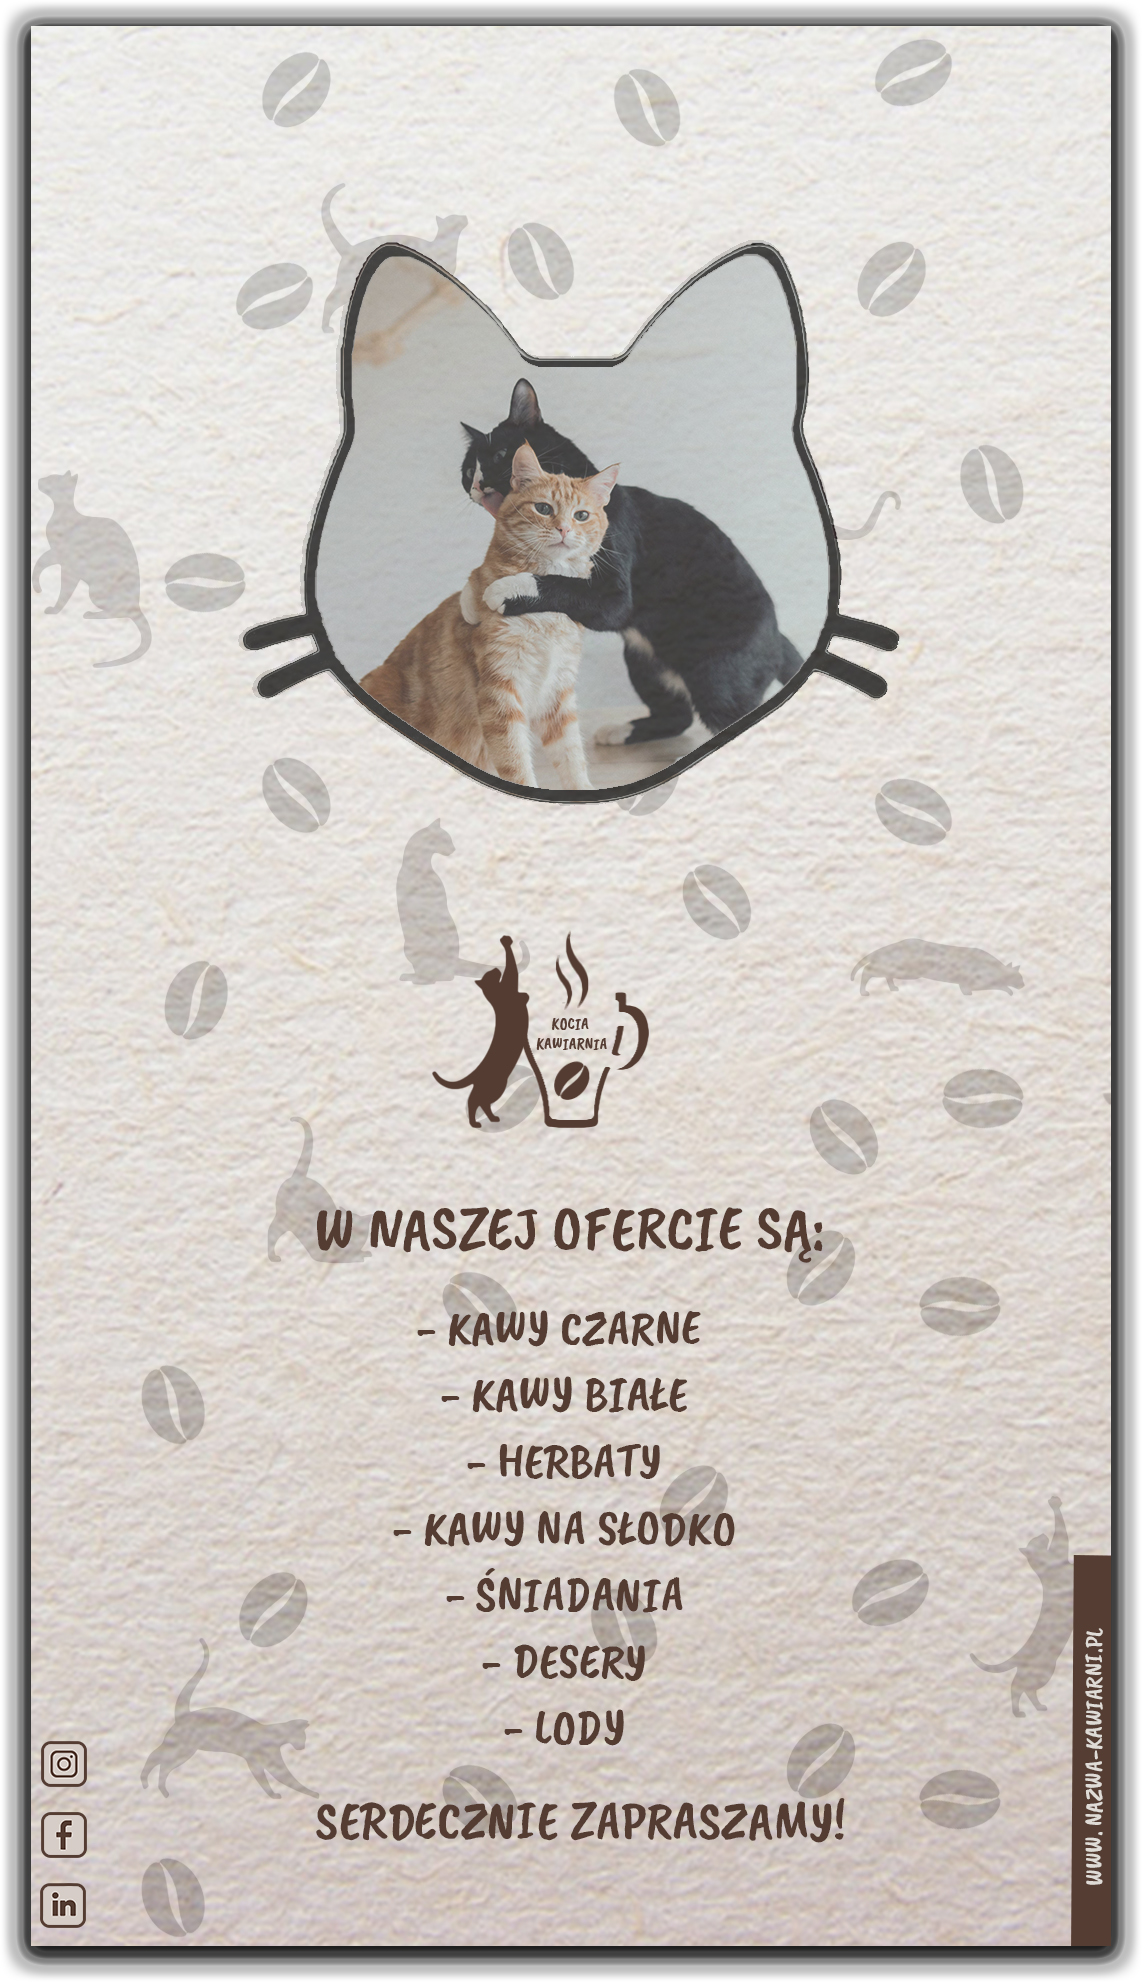 KOCIA
KAWIARNIA
W NASZEJ OFERCIE SĄ:
- KAWY CZARNE
- KAWY BIAŁE
- HERBATY
- KAWY NA SŁODKO
- ŚNIADANIA
- DESERY
- LODY
SERDECZNIE ZAPRASZAMY!
in
WWW. NAZWA-KAWIARNI.PL